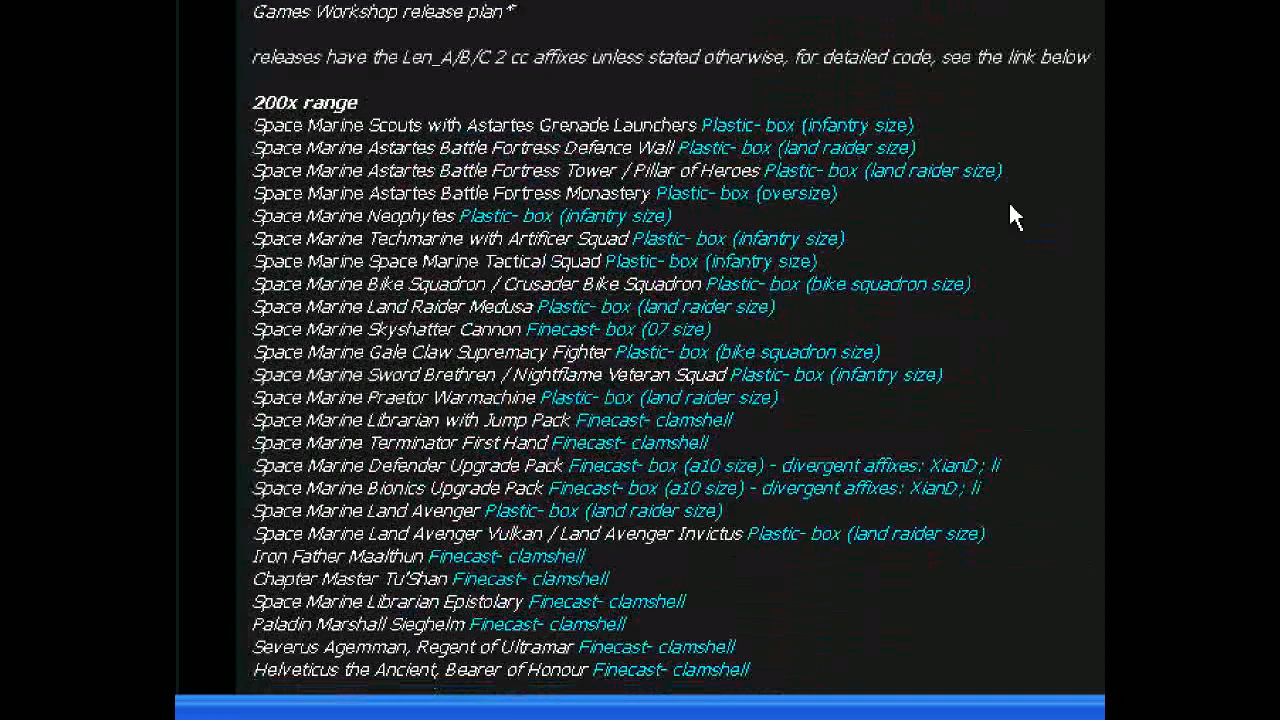 Games Workshop release plan*
releases have the Len_A/B/C 2 cc affixes unless stated otherwise, for detailed code, see the link below
200x range
Space Marine Scouts with Astartes Grenade Launchers Plastic- box (infantry size)
Space Marine Astartes Battle Fortress Defence Wall Plastic- box (land raider size)
Space Marine Astartes Battle Fortress Tower / Pillar of Heroes Plastic- box (land raider size)
Space Marine Astartes Battle Fortress Monastery Plastic- box (oversize)
Space Marine Neophytes Plastic- box (infantry size)
Space Marine Techmarine with Artificer Squad Plastic- box (infantry size)
Space Marine Space Marine Tactical Squad Plastic- box (infantry size)
Space Marine Bike Squadron / Crusader Bike Squadron Plastic- box (bike squadron size)
Space Marine Land Raider Medusa Plastic- box (land raider size)
Space Marine Skyshatter Cannon Finecast- box (07 size)
Space Marine Gale Claw Supremacy Fighter Plastic- box (bike squadron size)
Space Marine Sword Brethren / Nightflame Veteran Squad Plastic- box (infantry size)
Space Marine Praetor Warmachine Plastic- box (land raider size)
Space Marine Librarian with Jump Pack Finecast- clamshell
Space Marine Terminator First Hand Finecast- clamshell
Space Marine Defender Upgrade Pack Finecast- box (a10 size) - divergent affixes: XianD; li
Space Marine Bionics Upgrade Pack Finecast- box (a10 size) - divergent affixes: XianD; li
Space Marine Land Avenger Plastic- box (land raider size)
Space Marine Land Avenger Vulkan / Land Avenger Invictus Plastic- box (land raider size)
Iron Father Maalthun Finecast- clamshell
Chapter Master Tu'Shan Finecast- clamshell
Space Marine Librarian Epistolary Finecast- clamshell
Paladin Marshall Sieghelm Finecast- clamshell
Severus Agemman, Regent of Ultramar Finecast- clamshell
Helveticus the Ancient, Bearer of Honour Finecast- clamshell